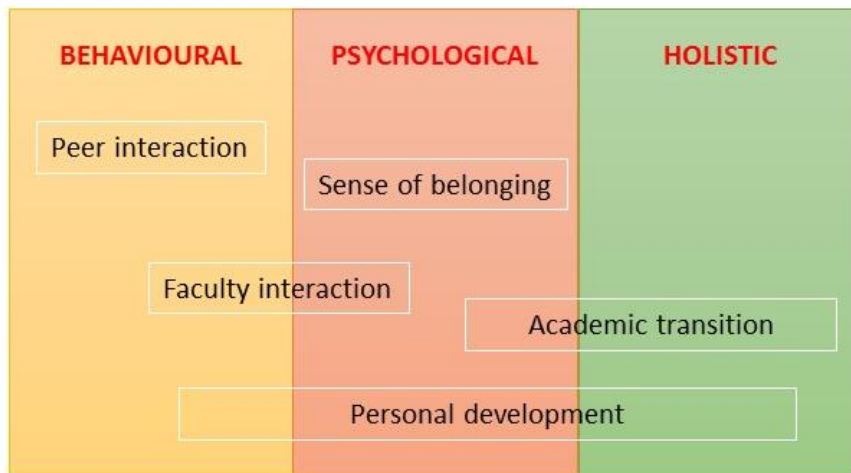 BEHAVIOURAL
PSYCHOLOGICAL
HOLISTIC
Peer interaction
Sense of belonging
Faculty interaction
Academic transition
Personal development